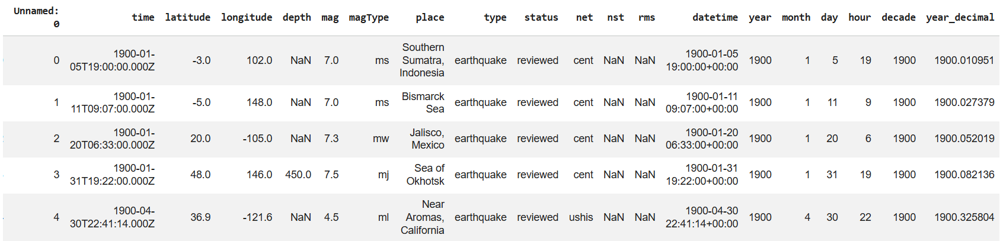 Unnamed: 0 time latitude longitude depth mag magType place type status net nst rms datetime year month day hour decade year_decimal
0 1900-01-05T19:00:00.000Z -3.0 102.0 NaN 7.0 ms Southern Sumatra, Indonesia earthquake reviewed cent NaN NaN 1900-01-05 19:00:00+00:00 1900 1 5 19 1900 1900.010951
1 1900-01-11T09:07:00.000Z -5.0 148.0 NaN 7.0 ms Bismarck Sea earthquake reviewed cent NaN NaN 1900-01-11 09:07:00+00:00 1900 1 11 9 1900 1900.027379
2 1900-01-20T06:33:00.000Z 20.0 -105.0 NaN 7.3 mw Jalisco, Mexico earthquake reviewed cent NaN NaN 1900-01-20 06:33:00+00:00 1900 1 20 6 1900 1900.052019
3 1900-01-31T19:22:00.000Z 48.0 146.0 450.0 7.5 mj Sea of Okhotsk earthquake reviewed cent NaN NaN 1900-01-31 19:22:00+00:00 1900 1 31 19 1900 1900.082136
4 1900-04-30T22:41:14.000Z 36.9 -121.6 NaN 4.5 ml Near Aromas, California earthquake reviewed ushis NaN NaN 1900-04-30 22:41:14+00:00 1900 4 30 22 1900 1900.325804